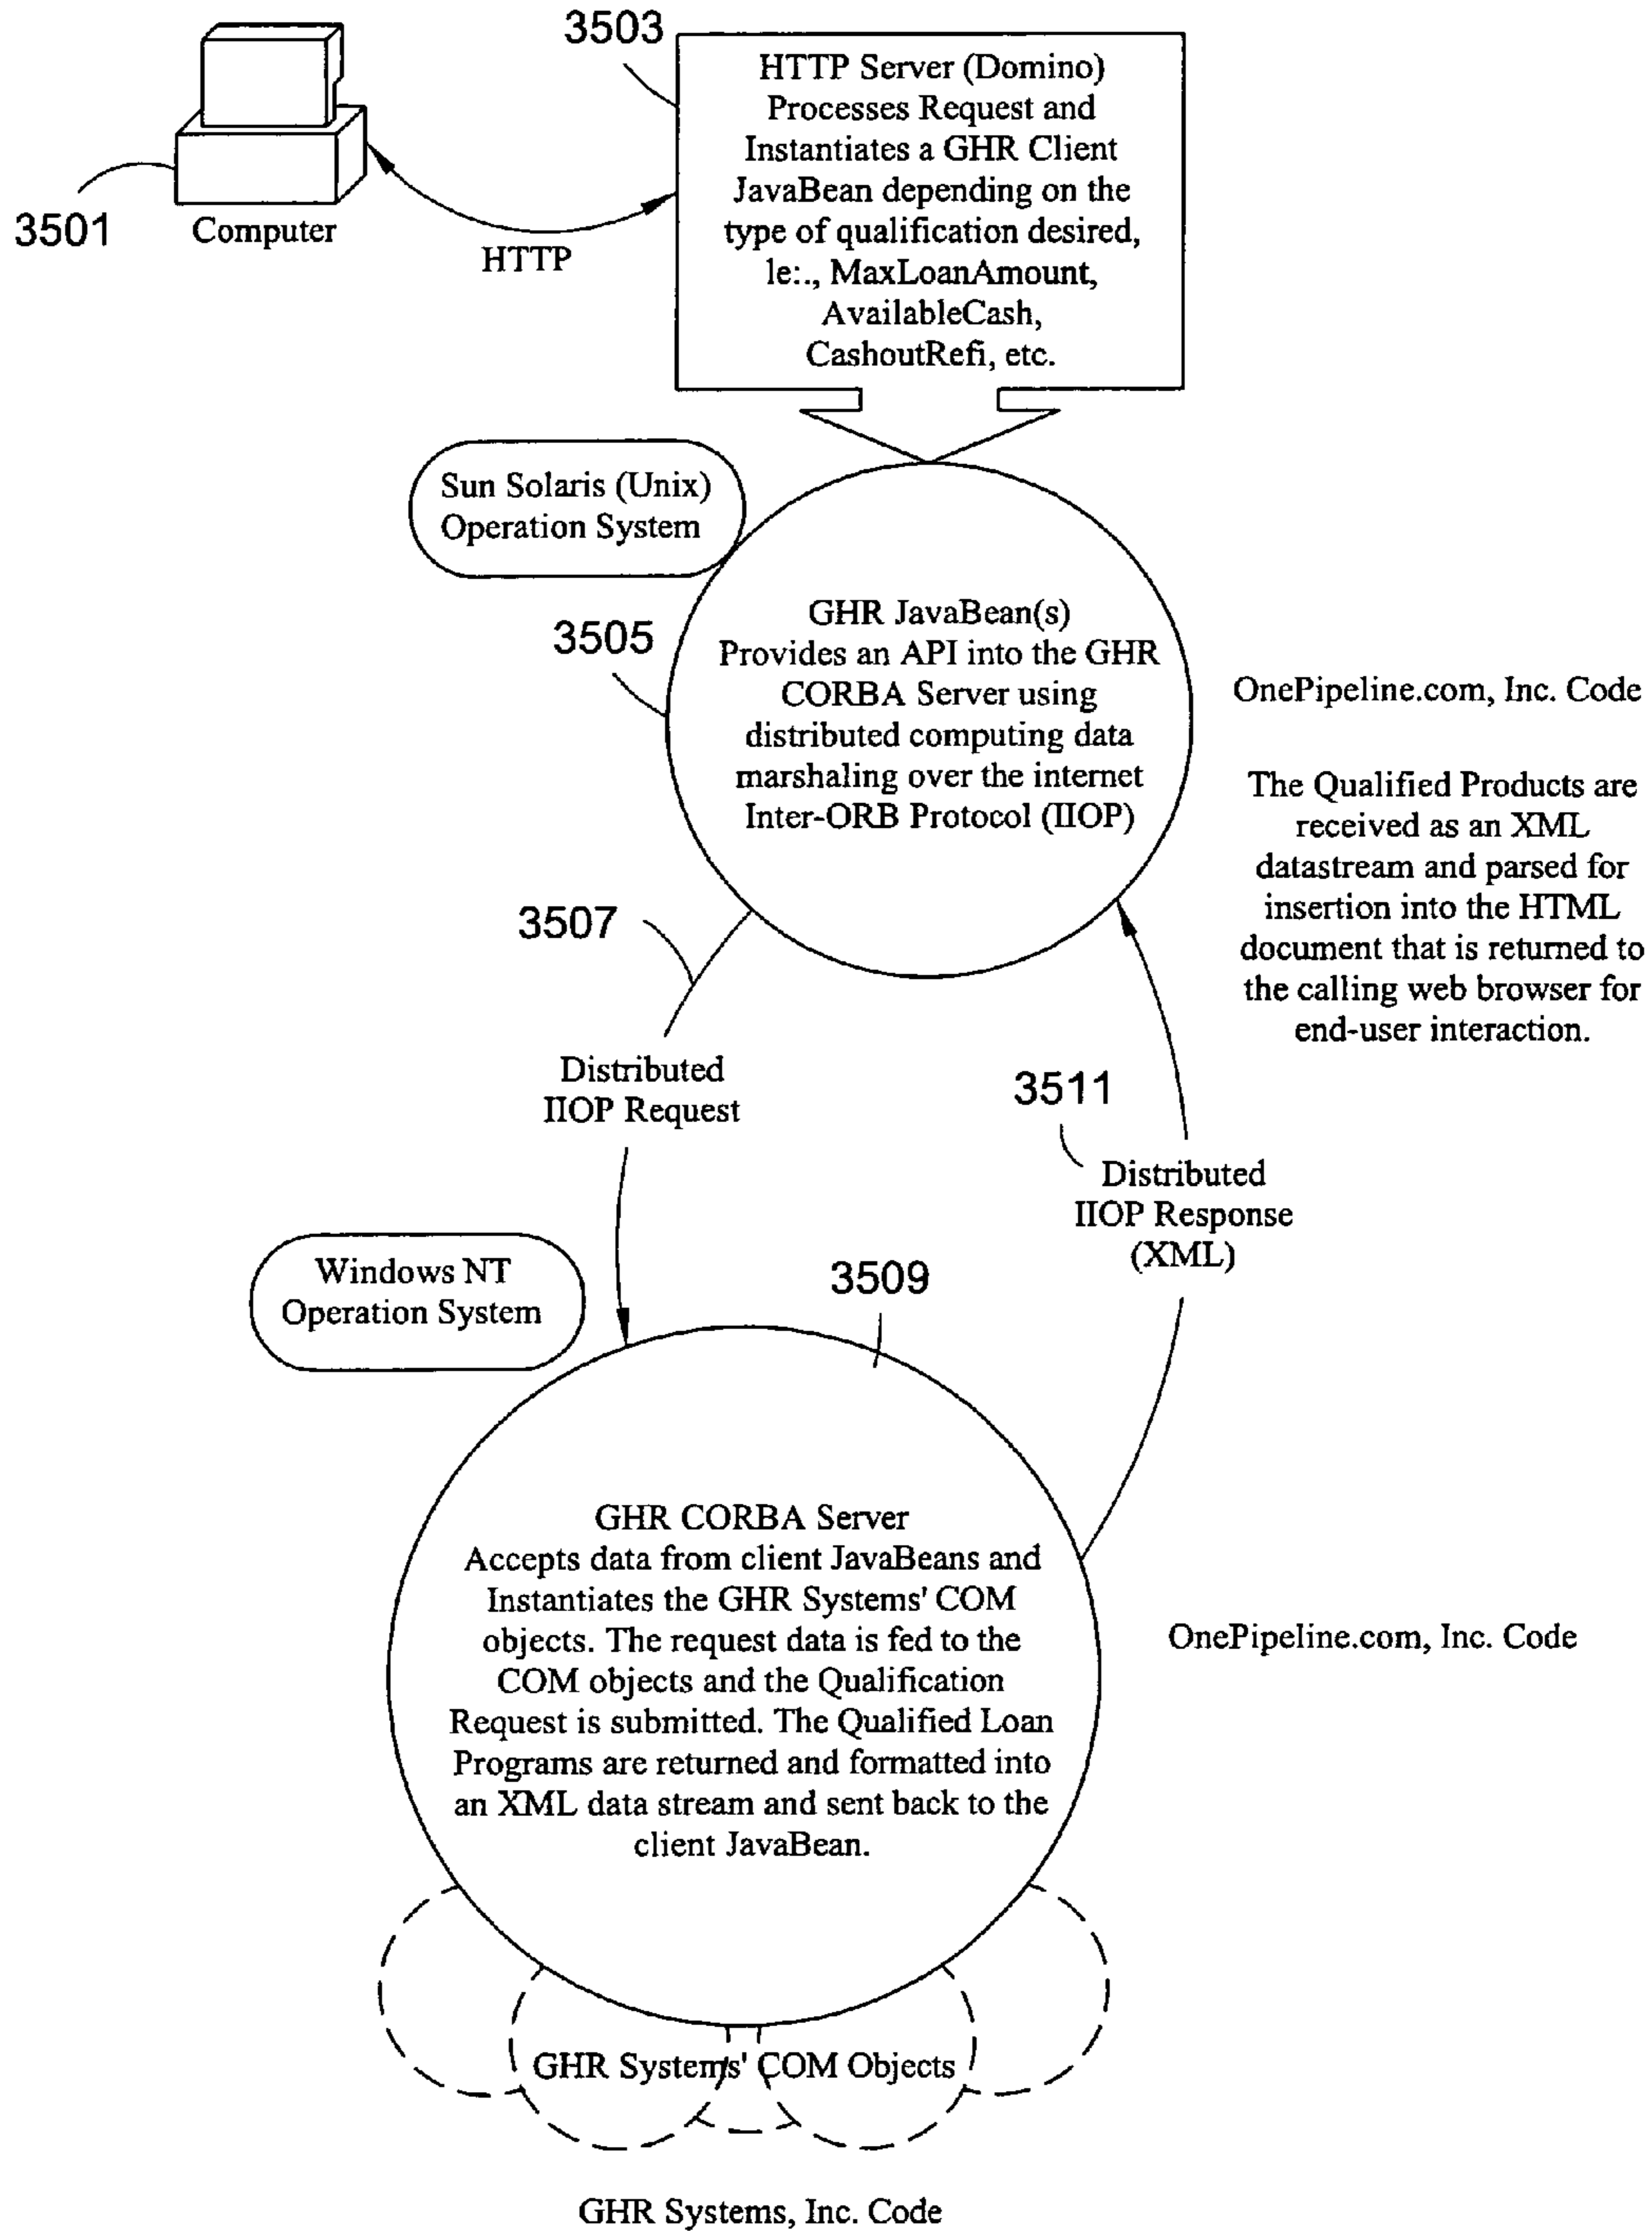 3503
HTTP Server (Domino)
Processes Request and
Instantiates a GHR Client
JavaBean depending on the
type of qualification desired,
le:., MaxLoanAmount,
AvailableCash,
CashoutRefi, etc.
3501
Computer
HTTP
Sun Solaris (Unix)
Operation System
3505
GHR JavaBean(s)
Provides an API into the GHR
CORBA Server using
distributed computing data
marshaling over the internet
Inter-ORB Protocol (IIOP)
OnePipeline.com, Inc. Code
The Qualified Products are
received as an XML
datastream and parsed for
insertion into the HTML
document that is returned to
the calling web browser for
end-user interaction.
3507
Distributed
IIOP Request
3511
Distributed
IIOP Response
(XML)
Windows NT
Operation System
3509
GHR CORBA Server
Accepts data from client JavaBeans and
Instantiates the GHR Systems' COM
objects. The request data is fed to the
COM objects and the Qualification
Request is submitted. The Qualified Loan
Programs are returned and formatted into
an XML data stream and sent back to the
client JavaBean.
OnePipeline.com, Inc. Code
GHR Systems' COM Objects
GHR Systems, Inc. Code